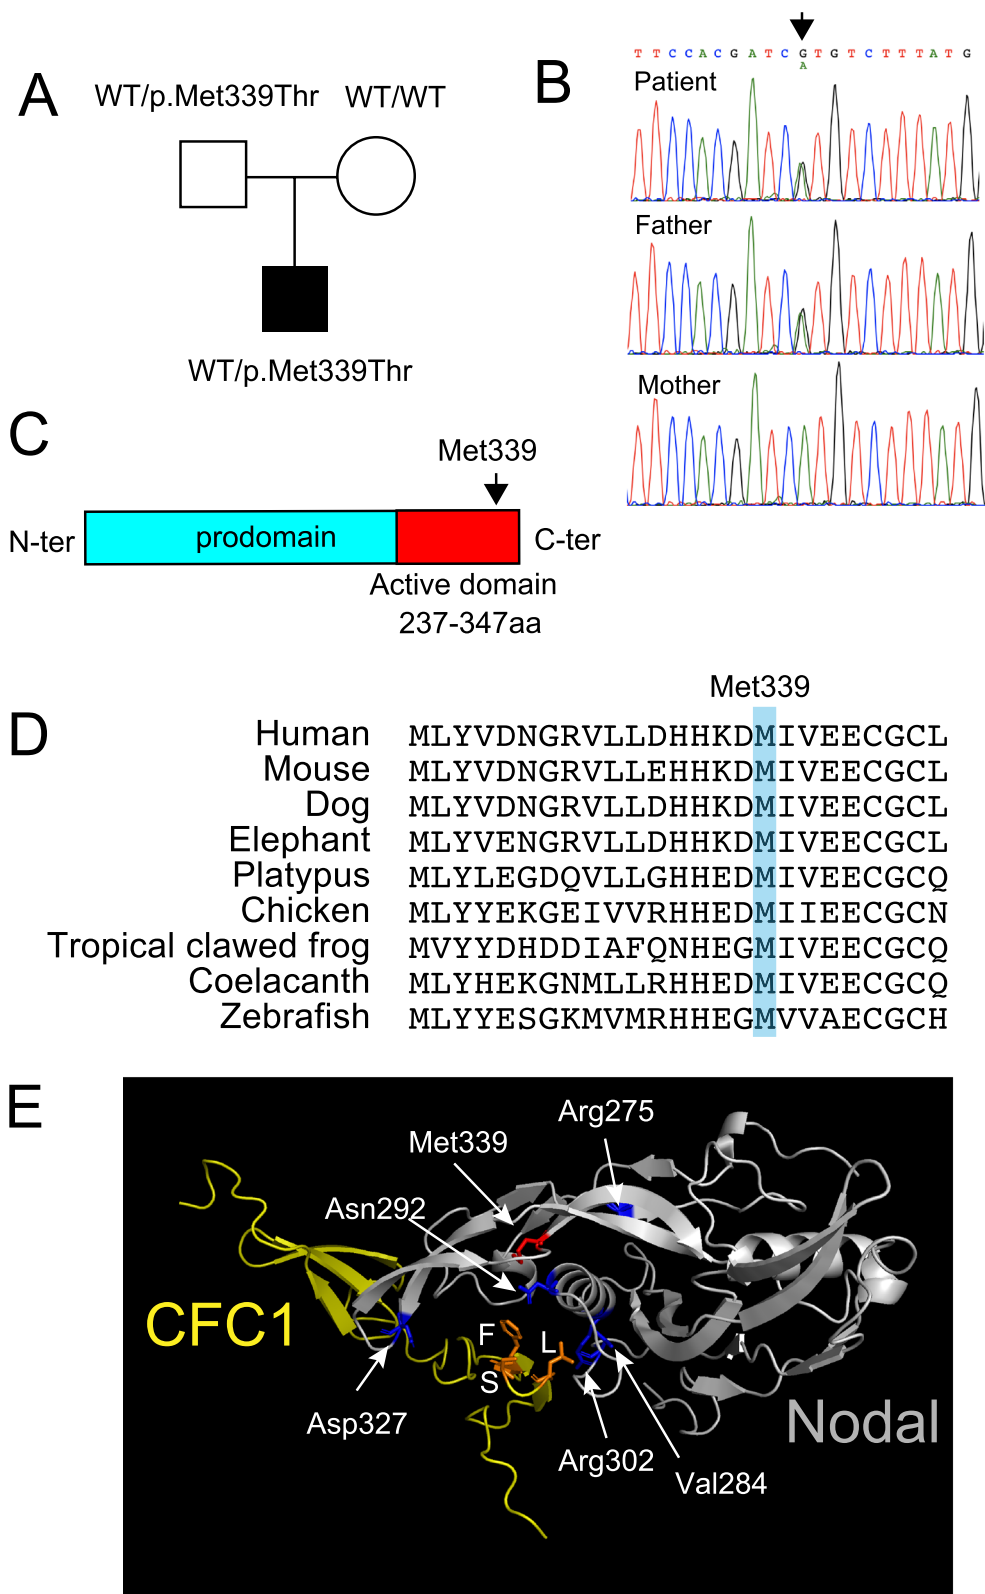 A
WT/p.Met339Thr WT/WT
WT/p.Met339Thr
B
T T C C A C G A T C G T G T C T T T A T G
A
Patient
Father
Mother
C
Met339
N-ter prodomain C-ter
Active domain
237-347aa
D
Met339
Human MLYVDNGRVLLDHHKDMIVEECGCL
Mouse MLYVDNGRVLLEHHKDMIVEECGCL
Dog MLYVDNGRVLLDHHKDMIVEECGCL
Elephant MLYVENGRVLLDHHKDMIVEECGCL
Platypus MLYLEGDQVLLGHHEDMIVEECGCQ
Chicken MLYYEKGEIVVRHHEDMIIEECGCN
Tropical clawed frog MVYYDHDDIAFQNHEGMIVEECGCQ
Coelacanth MLYHEKGNMLLRHHEDMIVEECGCQ
Zebrafish MLYYESGKMVMRHHEGMVVAECGCH
E
Arg275
Met339
Asn292
CFC1
F
L
S
Asp327
Nodal
Arg302
Val284